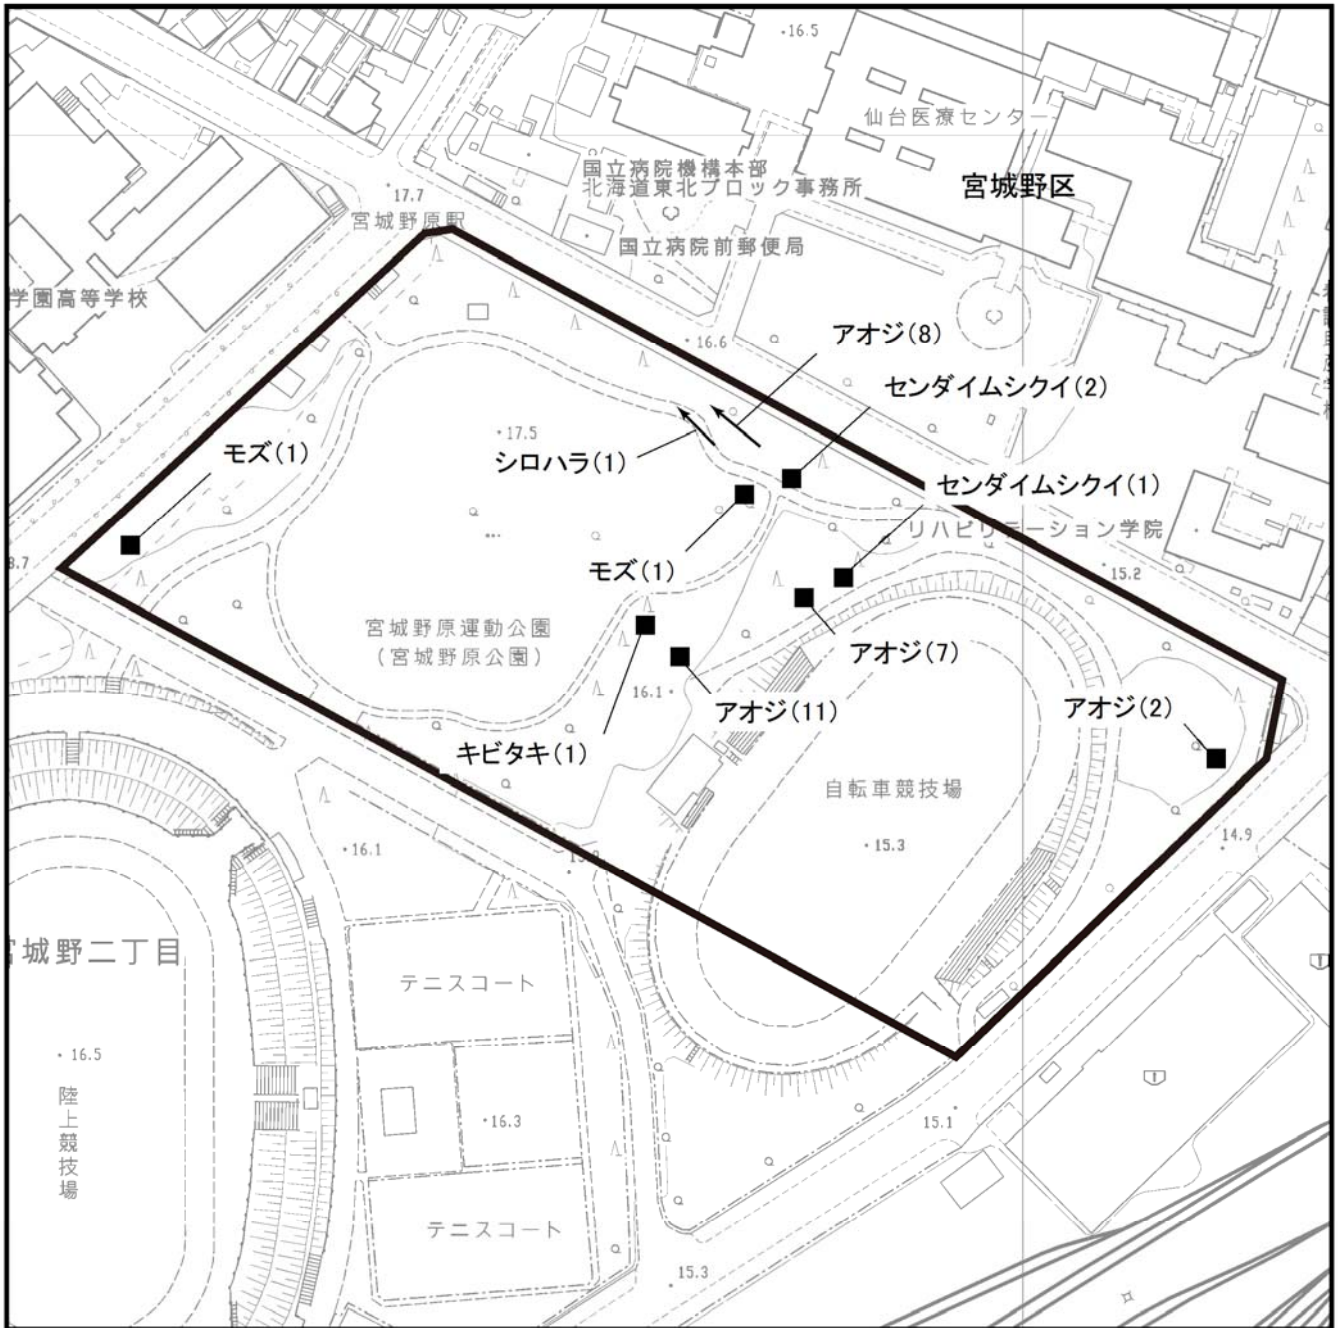 ・16.5
仙台医療センター
国立病院機構本部
北海道東北ブロック事務所
宮城野区
・17.7
宮城野原駅
国立病院前郵便局
学園高等学校
アオジ(8)
・16.6
センダイムシクイ(2)
・17.5
モズ(1)
シロハラ(1)
センダイムシクイ(1)
リハビリテーション学院
8.7
モズ(1)
・15.2
宮城野原運動公園
(宮城野原公園)
アオジ(7)
16.1・
アオジ(11)
アオジ(2)
キビタキ(1)
自転車競技場
・16.1
・15.3
14.9
城野二丁目
テニスコート
・16.5
陸上競技場
・16.3
15.1
テニスコート
15.3